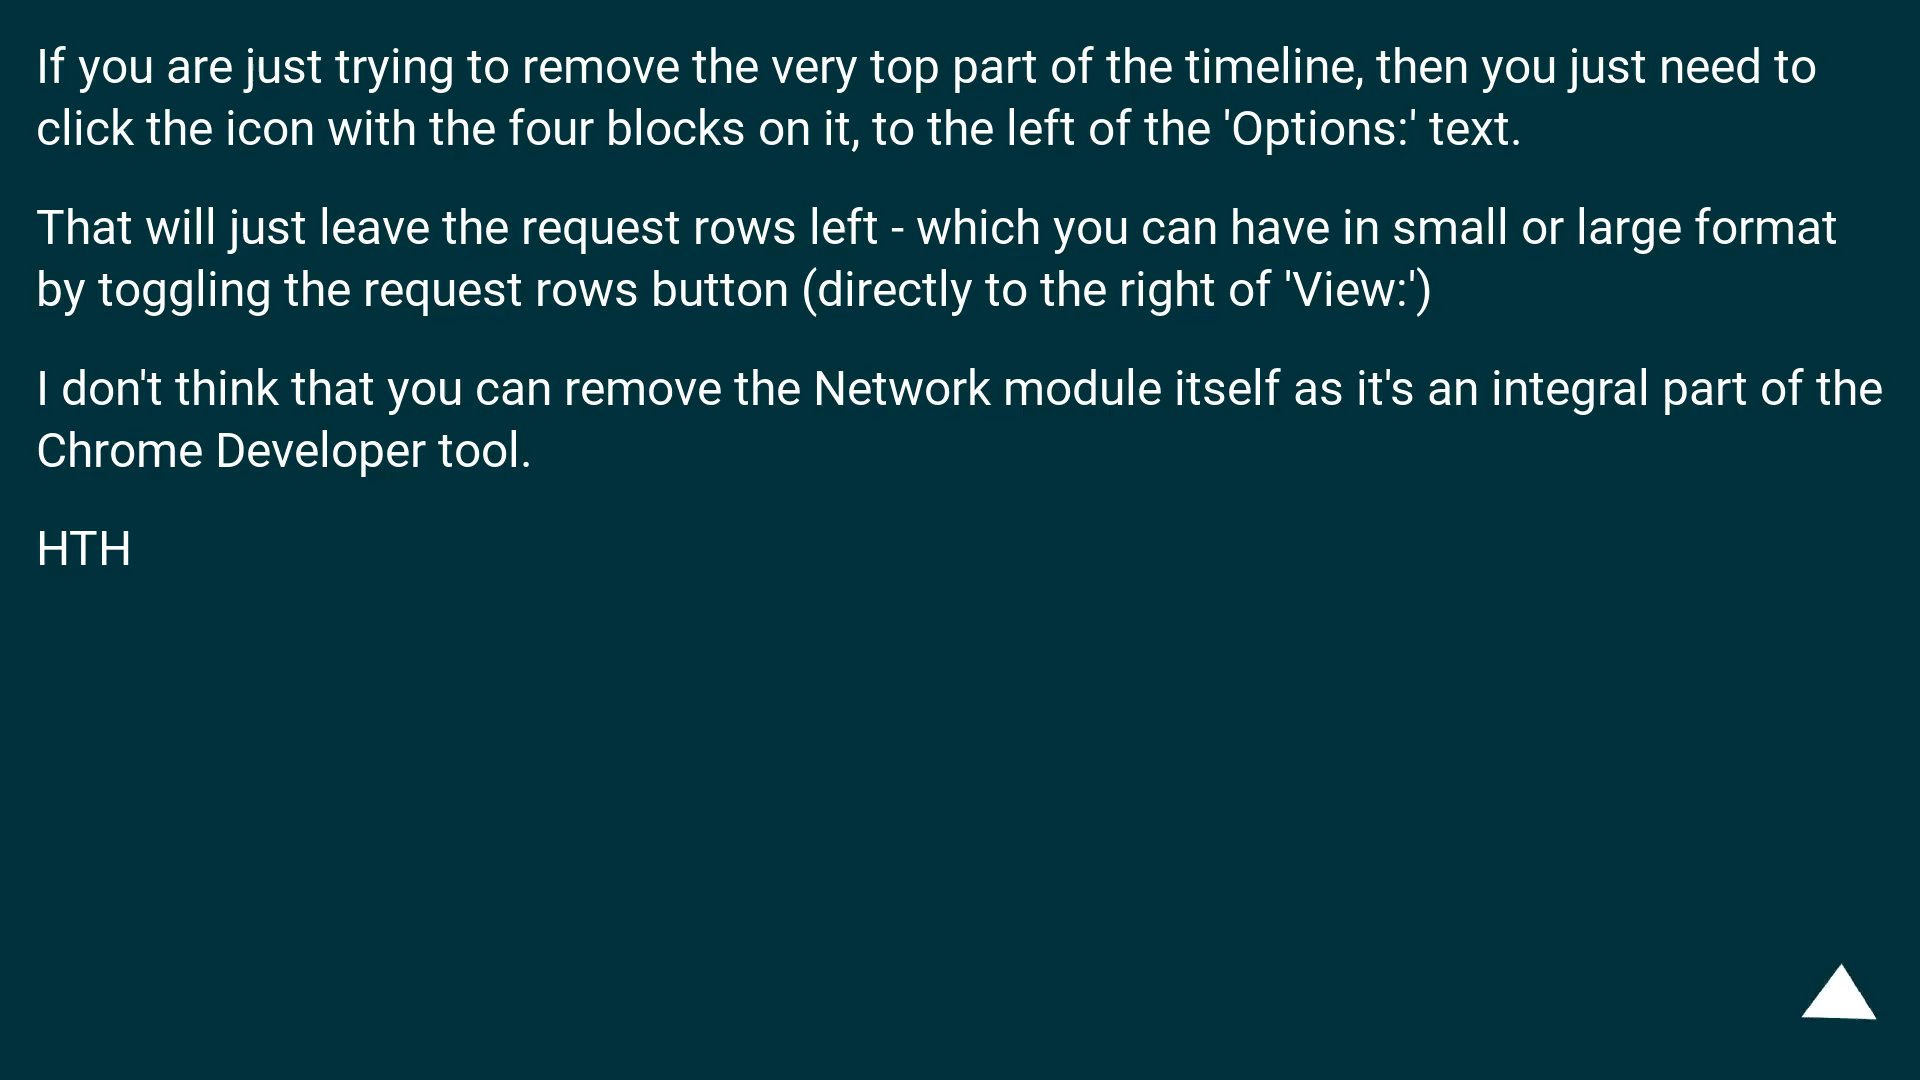 If you are just trying to remove the very top part of the timeline, then you just need to
click the icon with the four blocks on it, to the left of the 'Options:' text.
That will just leave the request rows left - which you can have in small or large format
by toggling the request rows button (directly to the right of 'View:')
I don't think that you can remove the Network module itself as it's an integral part of the
Chrome Developer tool.
HTH